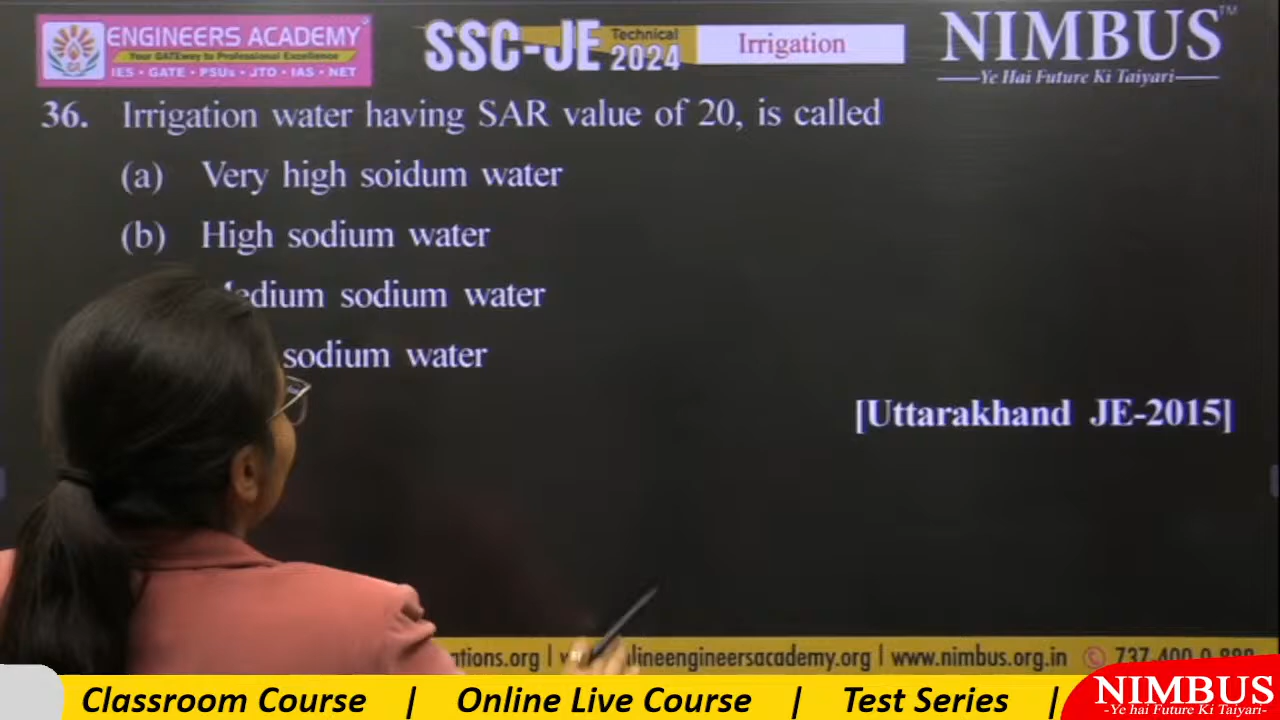 ENGINEERS ACADEMY
Your GATEway to Professional Excellence
IES • GATE • PSUs • JTO • IAS • NET
SSC-JE Technical 2024
Irrigation
NIMBUS™
Ye Hai Future Ki Taiyari
36. Irrigation water having SAR value of 20, is called
(a) Very high soidum water
(b) High sodium water
sodium water
sodium water
[Uttarakhand JE-2015]
www.nimbus.org.in
Classroom Course | Online Live Course | Test Series |
NIMBUS
-Ye hai Future Ki Taiyari-